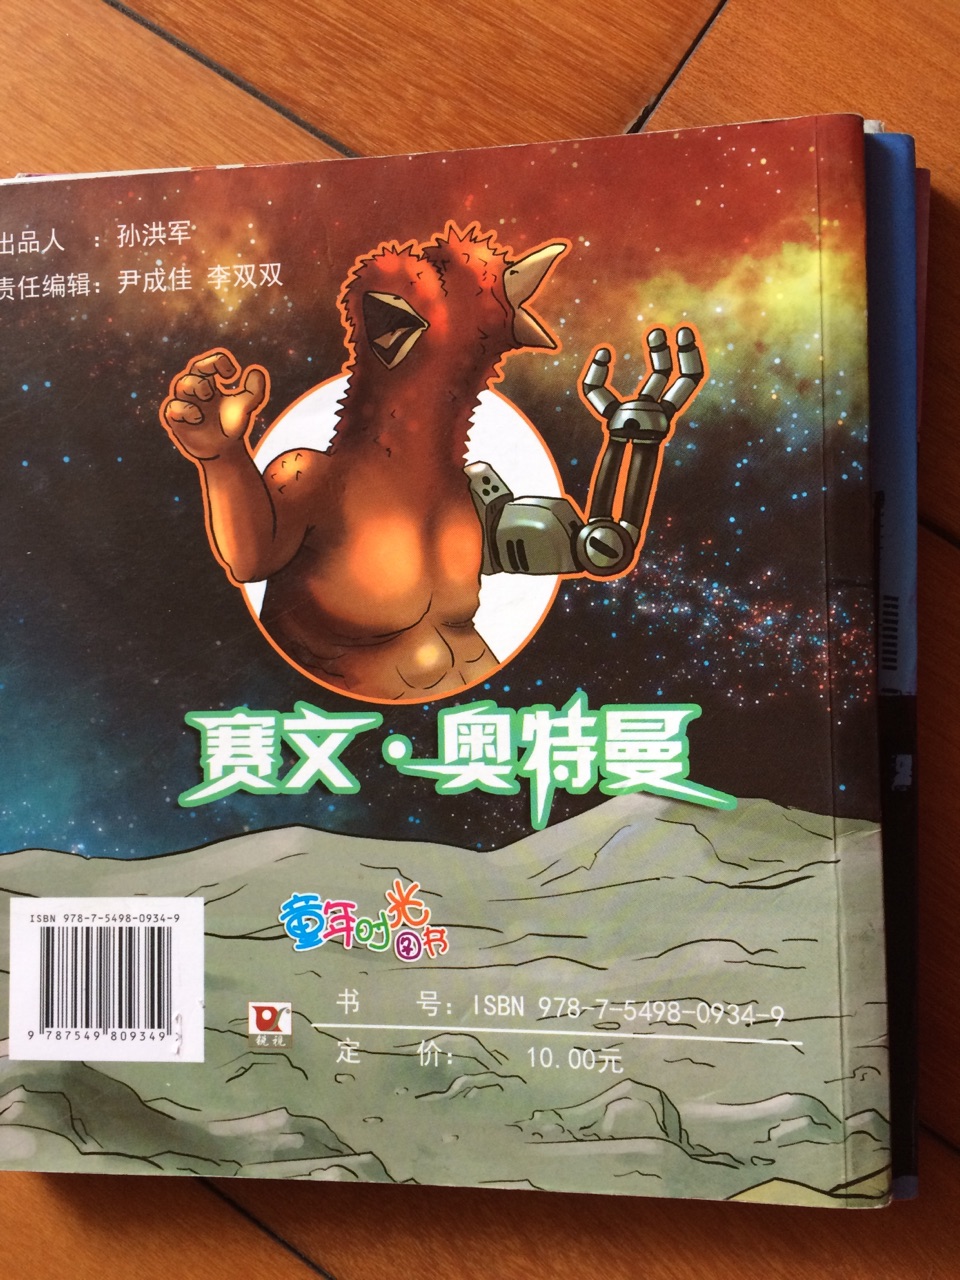 出品人 ：孙洪军
责任编辑：尹成佳 李双双
赛文·奥特曼
ISBN 978-7-5498-0934-9
9 787549 809349 >
童年时光
图书
锐视
书 号：ISBN 978-7-5498-0934-9
定 价： 10.00元